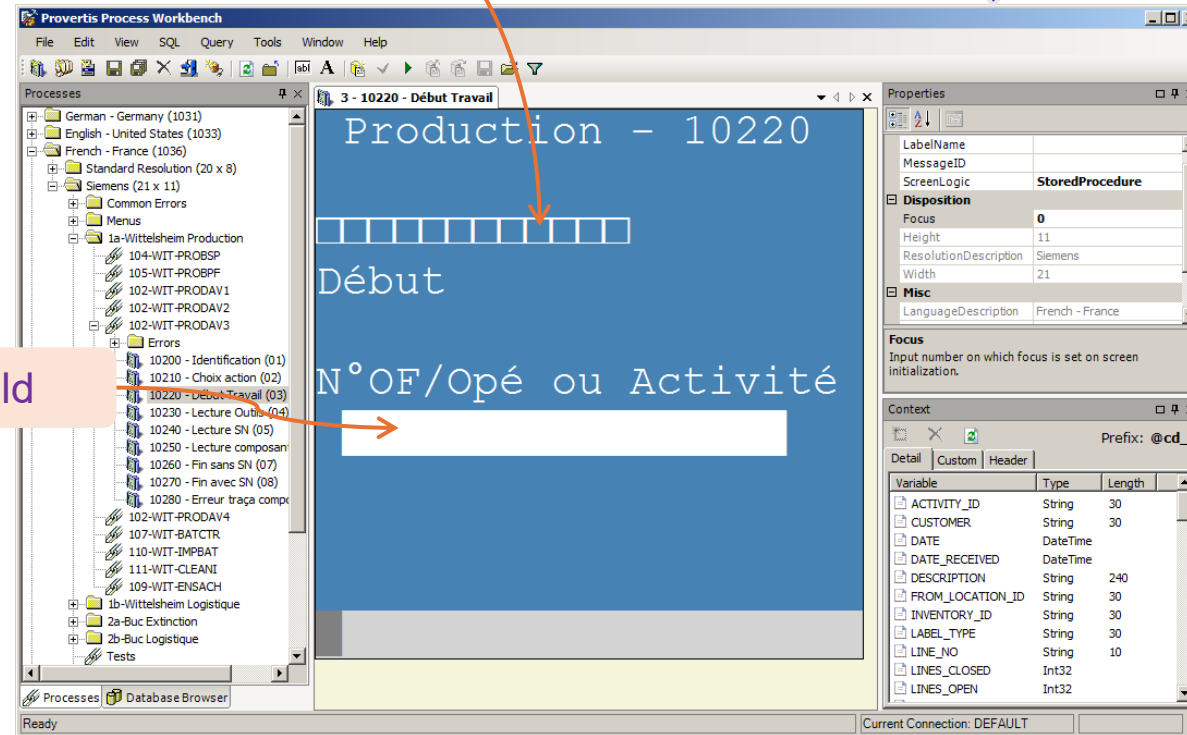 Provertis Process Workbench
File Edit View SQL Query Tools Window Help
Processes
German - Germany (1031)
English - United States (1033)
French - France (1036)
Standard Resolution (20 x 8)
Siemens (21 x 11)
Common Errors
Menus
1a-Wittelsheim Production
104-WIT-PROBSP
105-WIT-PROBPF
102-WIT-PRODAV1
102-WIT-PRODAV2
102-WIT-PRODAV3
Errors
10200 - Identification (01)
10210 - Choix action (02)
10220 - Début Travail (03)
10230 - Lecture Outils (04)
10240 - Lecture SN (05)
10250 - Lecture composan
10260 - Fin sans SN (07)
10270 - Fin avec SN (08)
10280 - Erreur traça compo
102-WIT-PRODAV4
107-WIT-BATCTR
110-WIT-IMPBAT
111-WIT-CLEANI
109-WIT-ENSACH
1b-Wittelsheim Logistique
2a-Buc Extinction
2b-Buc Logistique
Tests
Processes Database Browser
ld
3 - 10220 - Début Travail
Production - 10220
Début
N°OF/Opé ou Activité
Properties
LabelName
MessageID
ScreenLogic StoredProcedure
Disposition
Focus 0
Height 11
ResolutionDescription Siemens
Width 21
Misc
LanguageDescription French - France
Focus
Input number on which focus is set on screen
initialization.
Context
Prefix: @cd_
Detail Custom Header
Variable Type Length
ACTIVITY_ID String 30
CUSTOMER String 30
DATE DateTime
DATE_RECEIVED DateTime
DESCRIPTION String 240
FROM_LOCATION_ID String 30
INVENTORY_ID String 30
LABEL_TYPE String 30
LINE_NO String 10
LINES_CLOSED Int32
LINES_OPEN Int32
Ready
Current Connection: DEFAULT